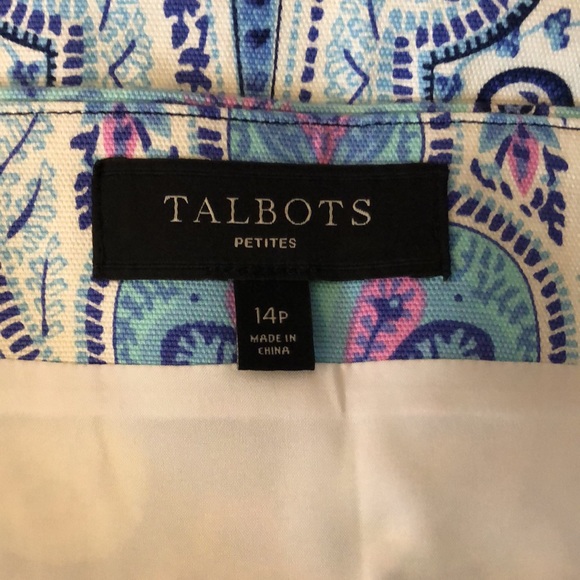 TALBOTS
PETITES
14P
MADE IN
CHINA